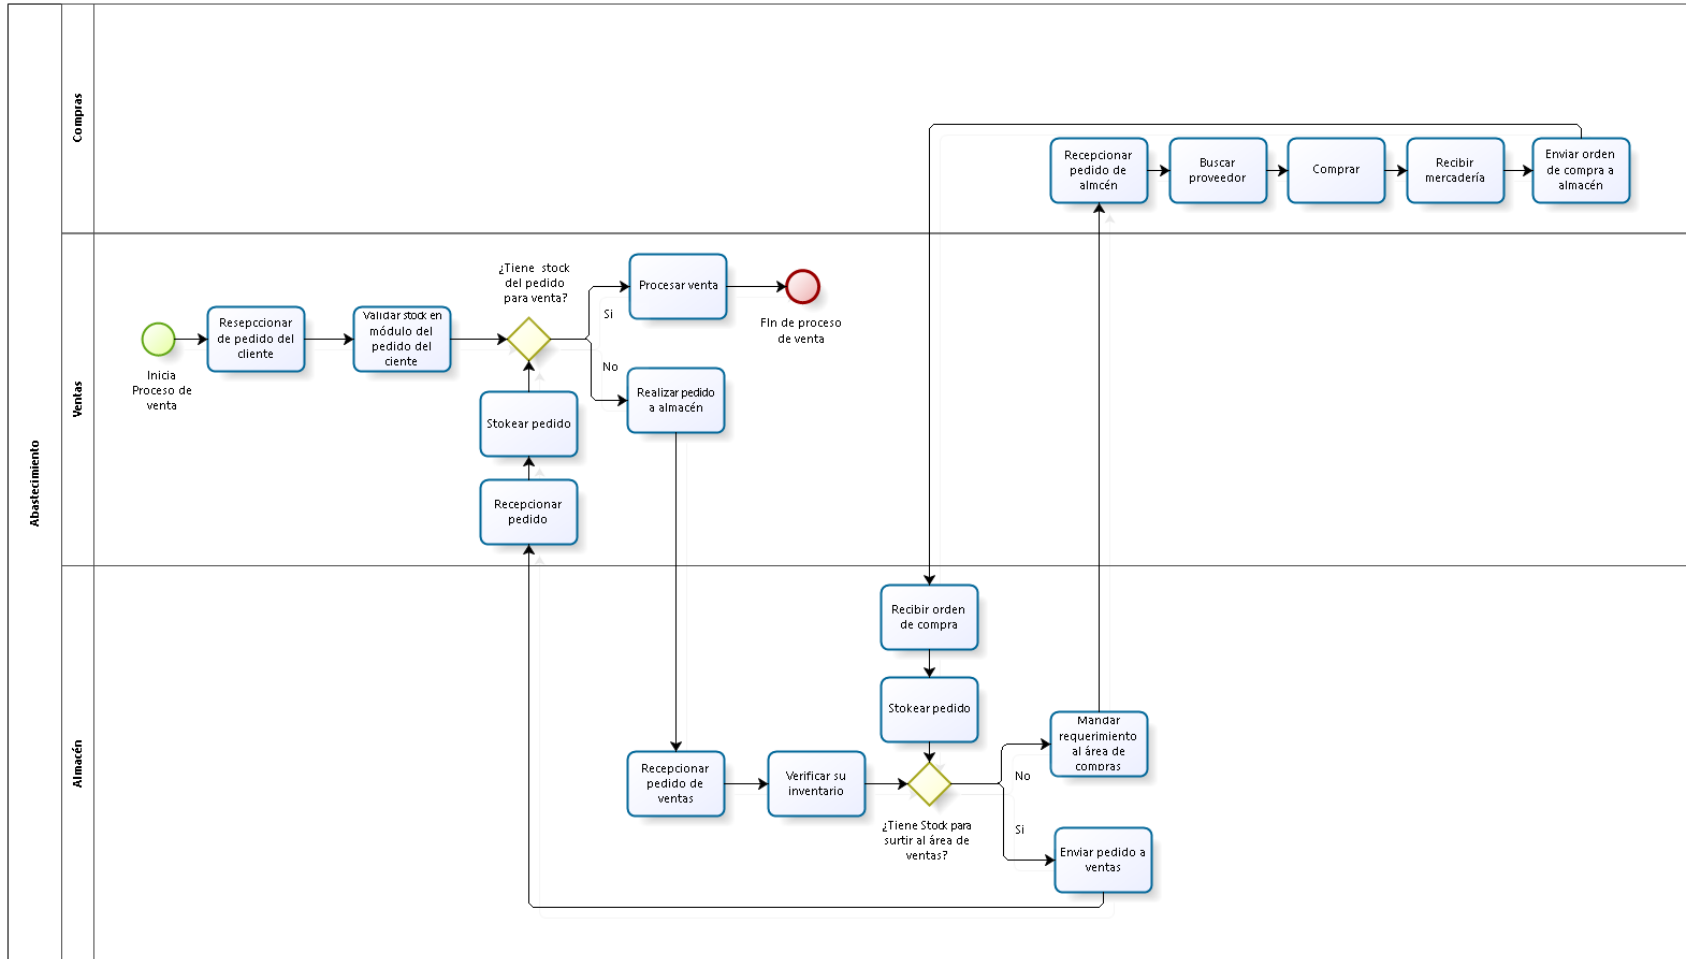 Abastecimiento
Compras
Recepcionar
pedido de
almcén
Buscar
proveedor
Comprar
Recibir
mercadería
Enviar orden
de compra a
almacén
Ventas
Inicia
Proceso de
venta
Resepccionar
de pedido del
cliente
Validar stock en
módulo del
pedido del
ciente
¿Tiene stock
del pedido
para venta?
Si
No
Procesar venta
FIn de proceso
de venta
Realizar pedido
a almacén
Stokear pedido
Recepcionar
pedido
Almacén
Recibir orden
de compra
Stokear pedido
Recepcionar
pedido de
ventas
Verificar su
inventario
¿Tiene Stock para
surtir al área de
ventas?
No
Si
Mandar
requerimiento
al área de
compras
Enviar pedido a
ventas